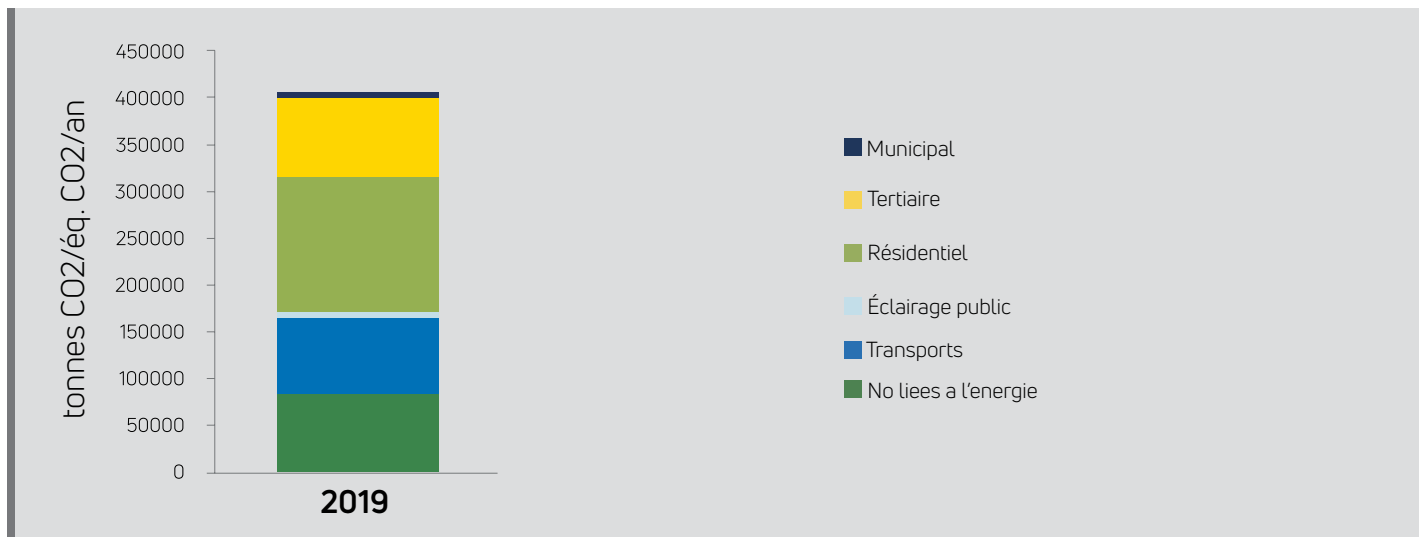 tonnes CO2/éq. CO2/an
450000
400000
350000
300000
250000
200000
150000
100000
50000
0
2019
Municipal
Tertiaire
Résidentiel
Éclairage public
Transports
No liees a l'energie